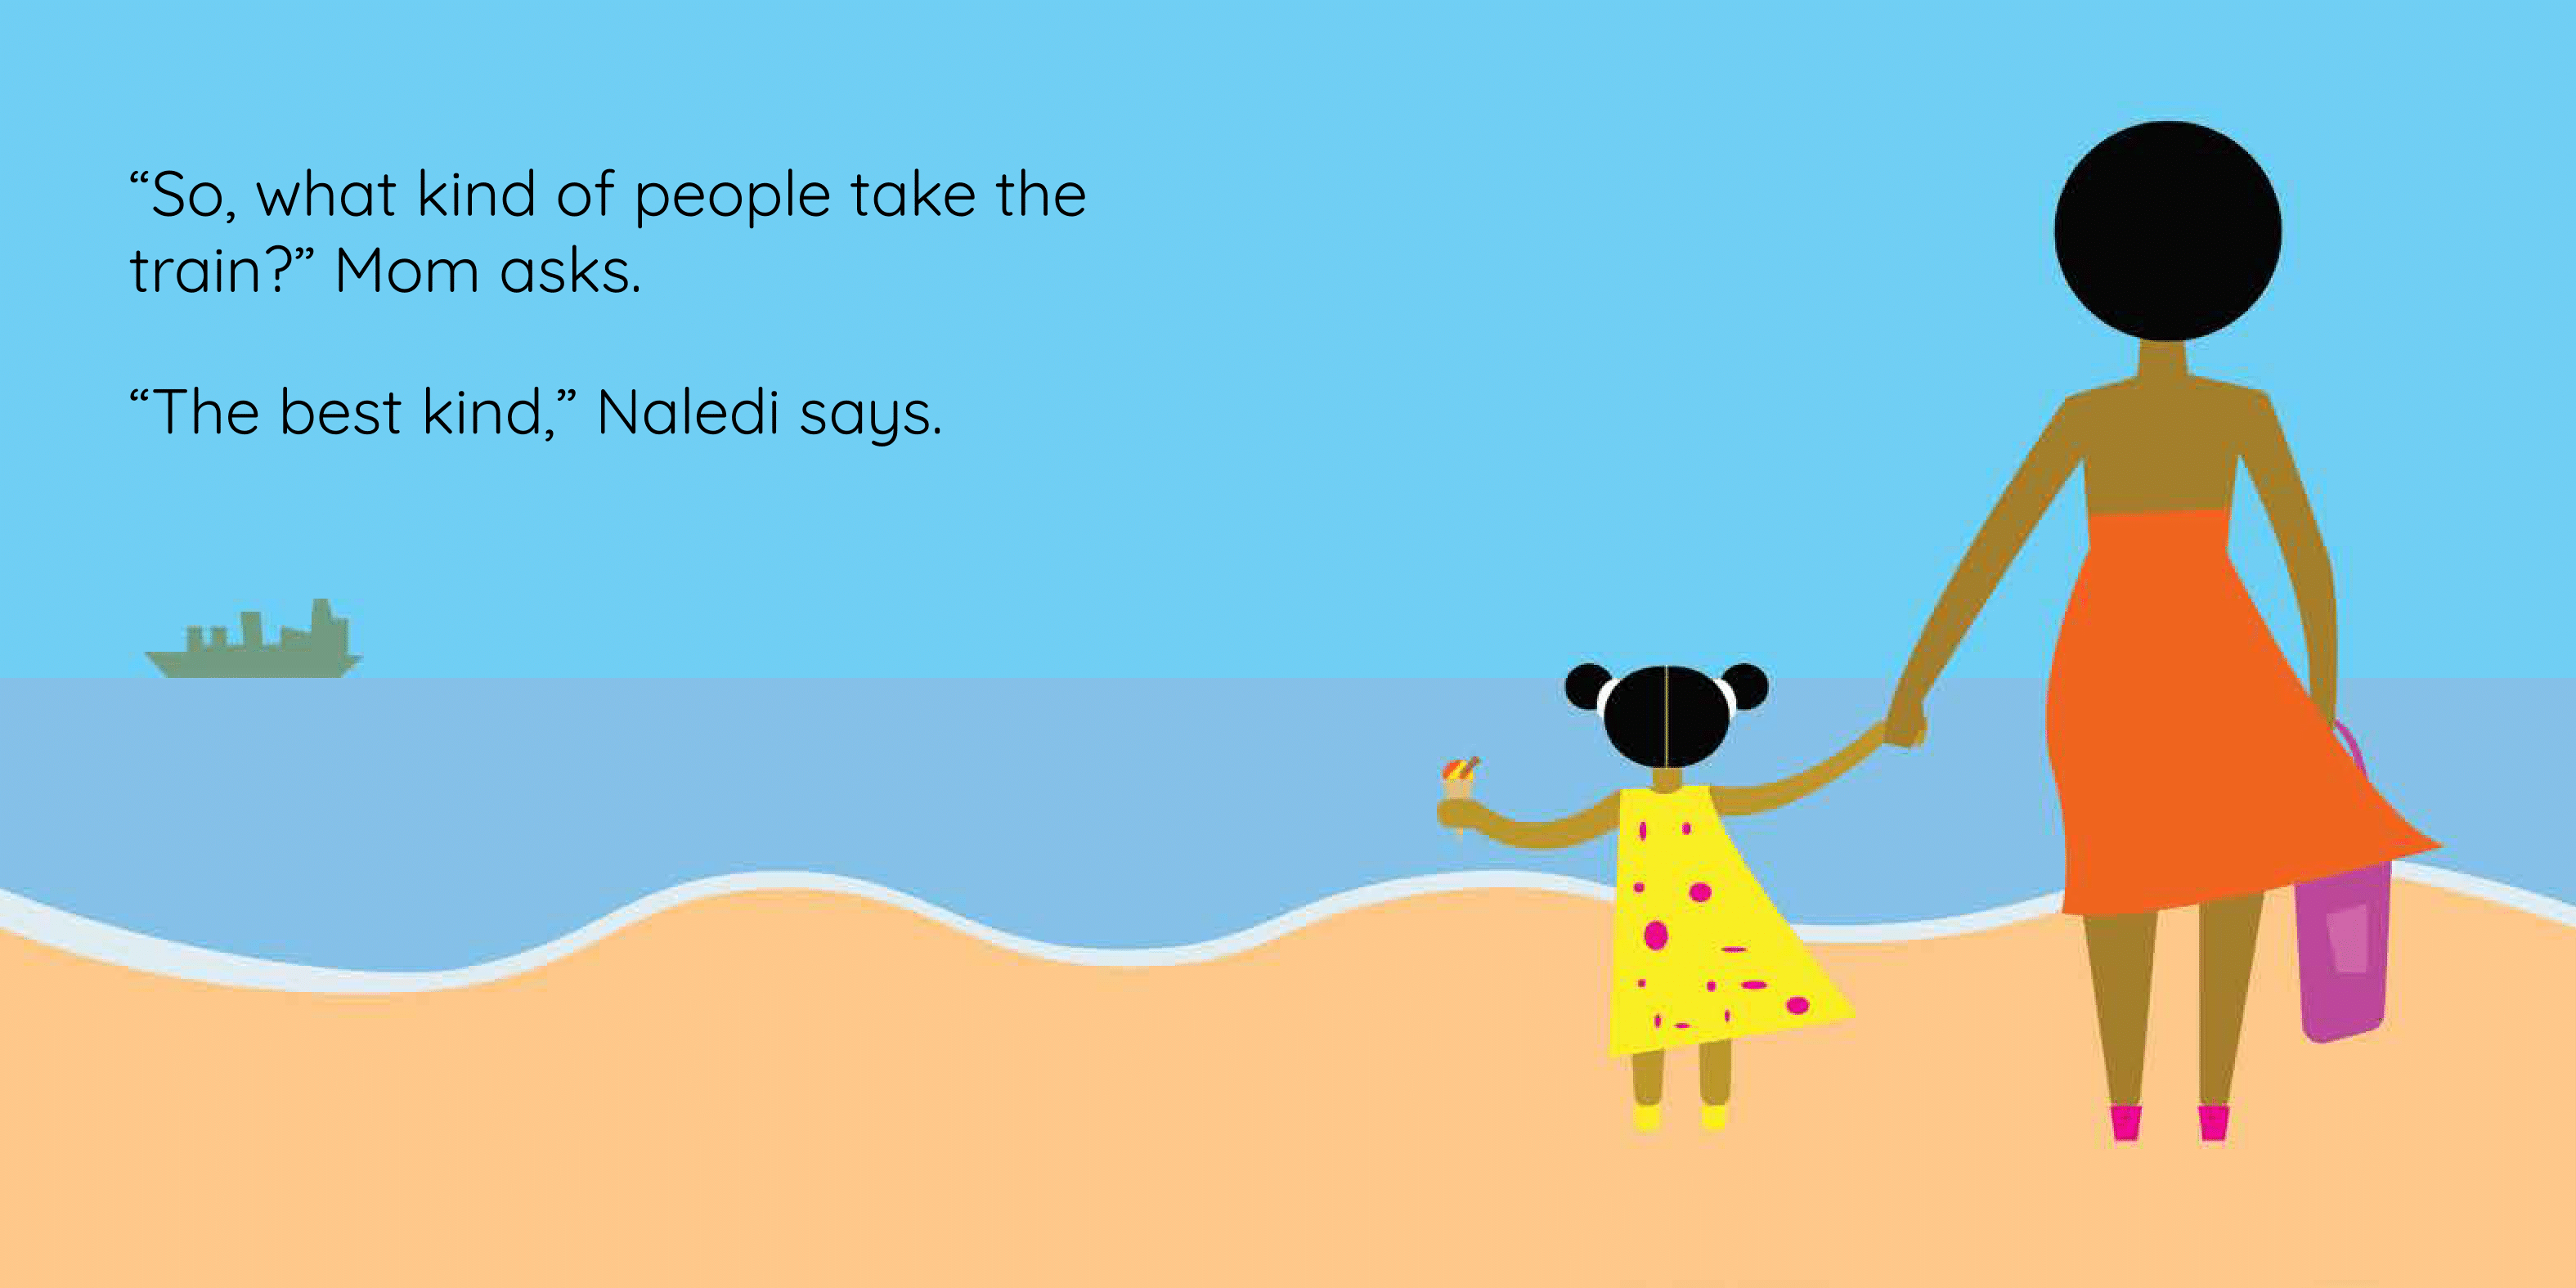 “So, what kind of people take the
train?” Mom asks.
“The best kind,” Naledi says.